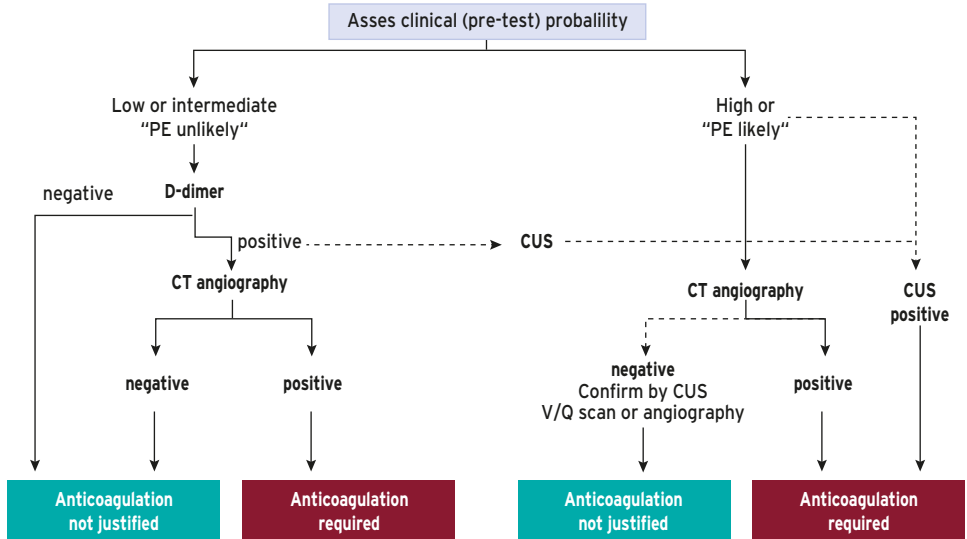 Asses clinical (pre-test) probalility
Low or intermediate
“PE unlikely“
High or
“PE likely“
negative
D-dimer
positive
CUS
CT angiography
CT angiography
CUS
positive
negative
positive
negative
Confirm by CUS
V/Q scan or angiography
positive
Anticoagulation
not justified
Anticoagulation
required
Anticoagulation
not justified
Anticoagulation
required